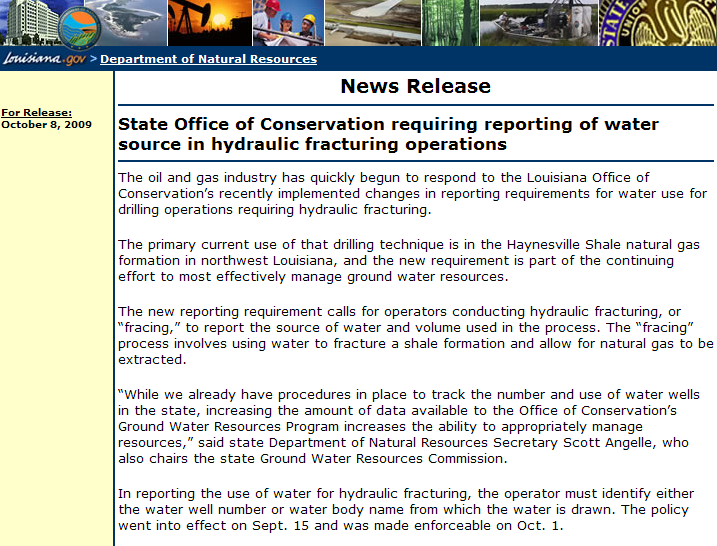 Louisiana.gov > Department of Natural Resources
UNION
News Release
For Release:
October 8, 2009
State Office of Conservation requiring reporting of water
source in hydraulic fracturing operations
The oil and gas industry has quickly begun to respond to the Louisiana Office of
Conservation’s recently implemented changes in reporting requirements for water use for
drilling operations requiring hydraulic fracturing.
The primary current use of that drilling technique is in the Haynesville Shale natural gas
formation in northwest Louisiana, and the new requirement is part of the continuing
effort to most effectively manage ground water resources.
The new reporting requirement calls for operators conducting hydraulic fracturing, or
“fracing,” to report the source of water and volume used in the process. The “fracing”
process involves using water to fracture a shale formation and allow for natural gas to be
extracted.
“While we already have procedures in place to track the number and use of water wells
in the state, increasing the amount of data available to the Office of Conservation’s
Ground Water Resources Program increases the ability to appropriately manage
resources,” said state Department of Natural Resources Secretary Scott Angelle, who
also chairs the state Ground Water Resources Commission.
In reporting the use of water for hydraulic fracturing, the operator must identify either
the water well number or water body name from which the water is drawn. The policy
went into effect on Sept. 15 and was made enforceable on Oct. 1.